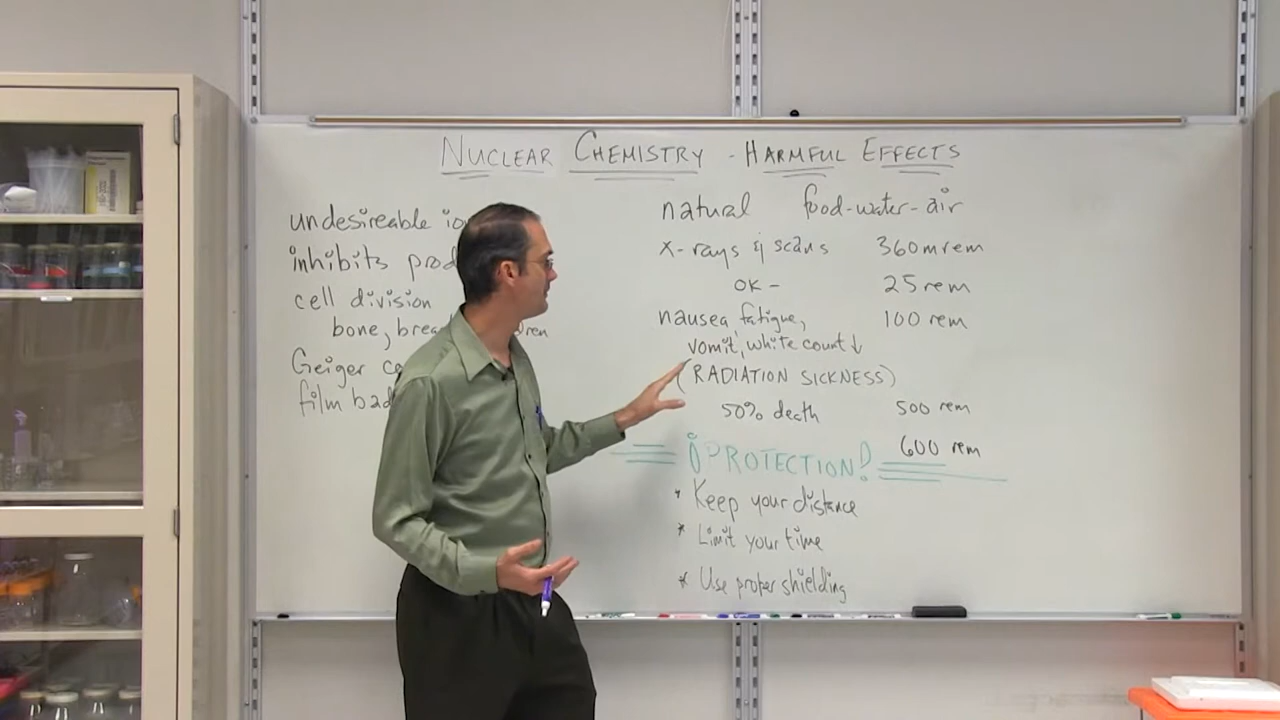 NUCLEAR CHEMISTRY - HARMFUL EFFECTS
undesireable
inhibits
cell division
bone,
Geiger
film
natural food-water-air
x-rays & scans 360mrem
OK - 25 rem
nausea, fatigue, 100 rem
vomit, white count ↓
(RADIATION SICKNESS)
50% death 500 rem
600 rem
¡PROTECTION!
* Keep your distance
* Limit your time
* Use proper shielding